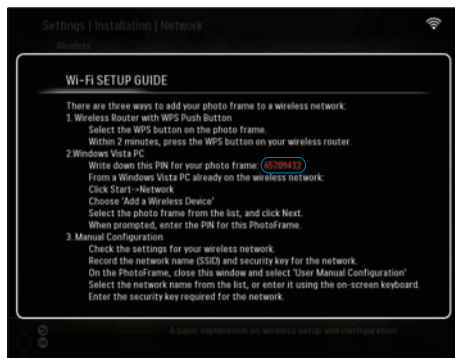 Settings | Installation | Network
Wireless
Wi-Fi SETUP GUIDE
There are three ways to add your photo frame to a wireless network:
1. Wireless Router with WPS Push Button
Select the WPS button on the photo frame.
Within 2 minutes, press the WPS button on your wireless router.
2.Windows Vista PC
Write down this PIN for your photo frame: 65709412
From a Windows Vista PC already on the wireless network:
Click Start->Network
Choose 'Add a Wireless Device'
Select the photo frame from the list, and click Next.
When prompted, enter the PIN for this PhotoFrame.
3. Manual Configuration
Check the settings for your wireless network.
Record the network name (SSID) and security key for the network.
On the PhotoFrame, close this window and select 'User Manual Configuration'
Select the network name from the list, or enter it using the on-screen keyboard.
Enter the security key required for the network.
A basic explanation on wireless setup and configuration